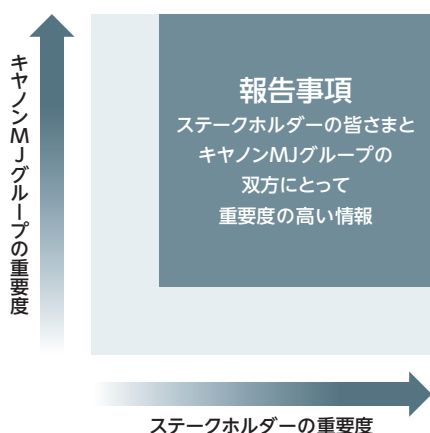 キヤノンMJグループの重要度
報告事項
ステークホルダーの皆さまと
キヤノンMJグループの
双方にとって
重要度の高い情報
ステークホルダーの重要度